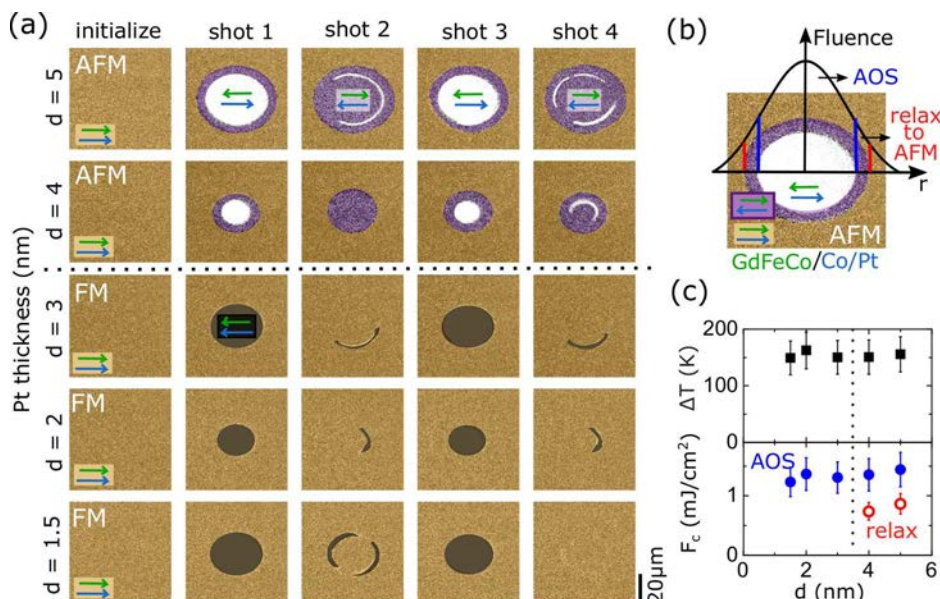 (a)
initialize
shot 1
shot 2
shot 3
shot 4
Pt thickness (nm)
d = 5
AFM
d = 4
AFM
d = 3
FM
d = 2
FM
d = 1.5
FM
20μm
(b)
Fluence
AOS
relax
to
AFM
r
AFM
GdFeCo/Co/Pt
(c)
200
100
0
ΔT (K)
AOS
1
relax
0
F_c (mJ/cm²)
0 2 4 6
d (nm)